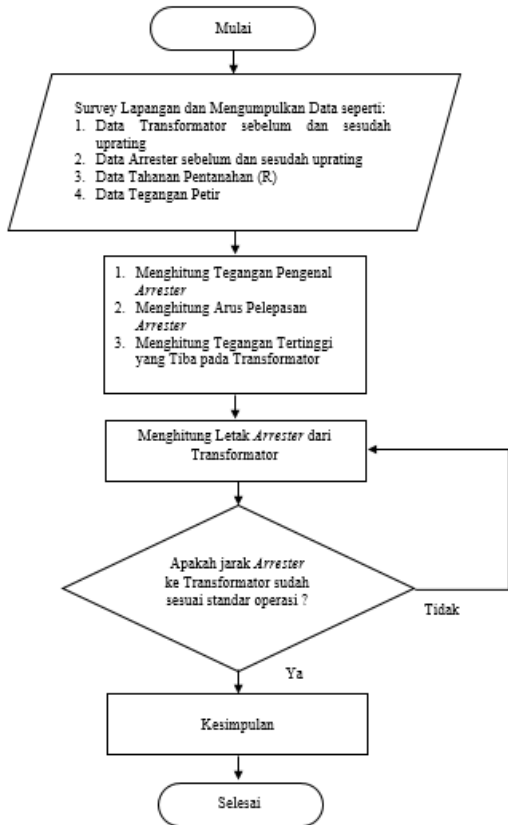 Mulai
Survey Lapangan dan Mengumpulkan Data seperti:
1. Data Transformator sebelum dan sesudah
uprating
2. Data Arrester sebelum dan sesudah uprating
3. Data Tahanan Pentanahan (R)
4. Data Tegangan Petir
1. Menghitung Tegangan Pengenal
Arrester
2. Menghitung Arus Pelepasan
Arrester
3. Menghitung Tegangan Tertinggi
yang Tiba pada Transformator
Menghitung Letak Arrester dari
Transformator
Apakah jarak Arrester
ke Transformator sudah
sesuai standar operasi ?
Tidak
Ya
Kesimpulan
Selesai